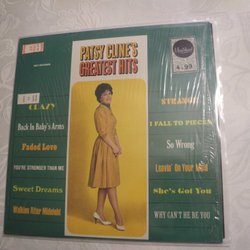 PATSY CLINE'S
GREATEST HITS
4.99
CRAZY
STRANGE
Back In Baby's Arms
I FALL TO PIECES
Faded Love
So Wrong
YOU'RE STRONGER THAN ME
Leavin' On Your Mind
Sweet Dreams
She's Got You
Walkin After Midnight
WHY CAN'T HE BE YOU